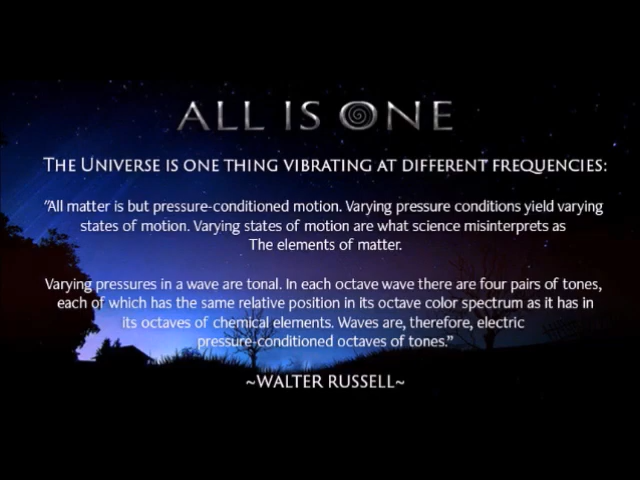 ALL IS ONE
THE UNIVERSE IS ONE THING VIBRATING AT DIFFERENT FREQUENCIES:
"All matter is but pressure-conditioned motion. Varying pressure conditions yield varying
states of motion. Varying states of motion are what science misinterprets as
The elements of matter.
Varying pressures in a wave are tonal. In each octave wave there are four pairs of tones,
each of which has the same relative position in its octave color spectrum as it has in
its octaves of chemical elements. Waves are, therefore, electric
pressure-conditioned octaves of tones."
~WALTER RUSSELL~